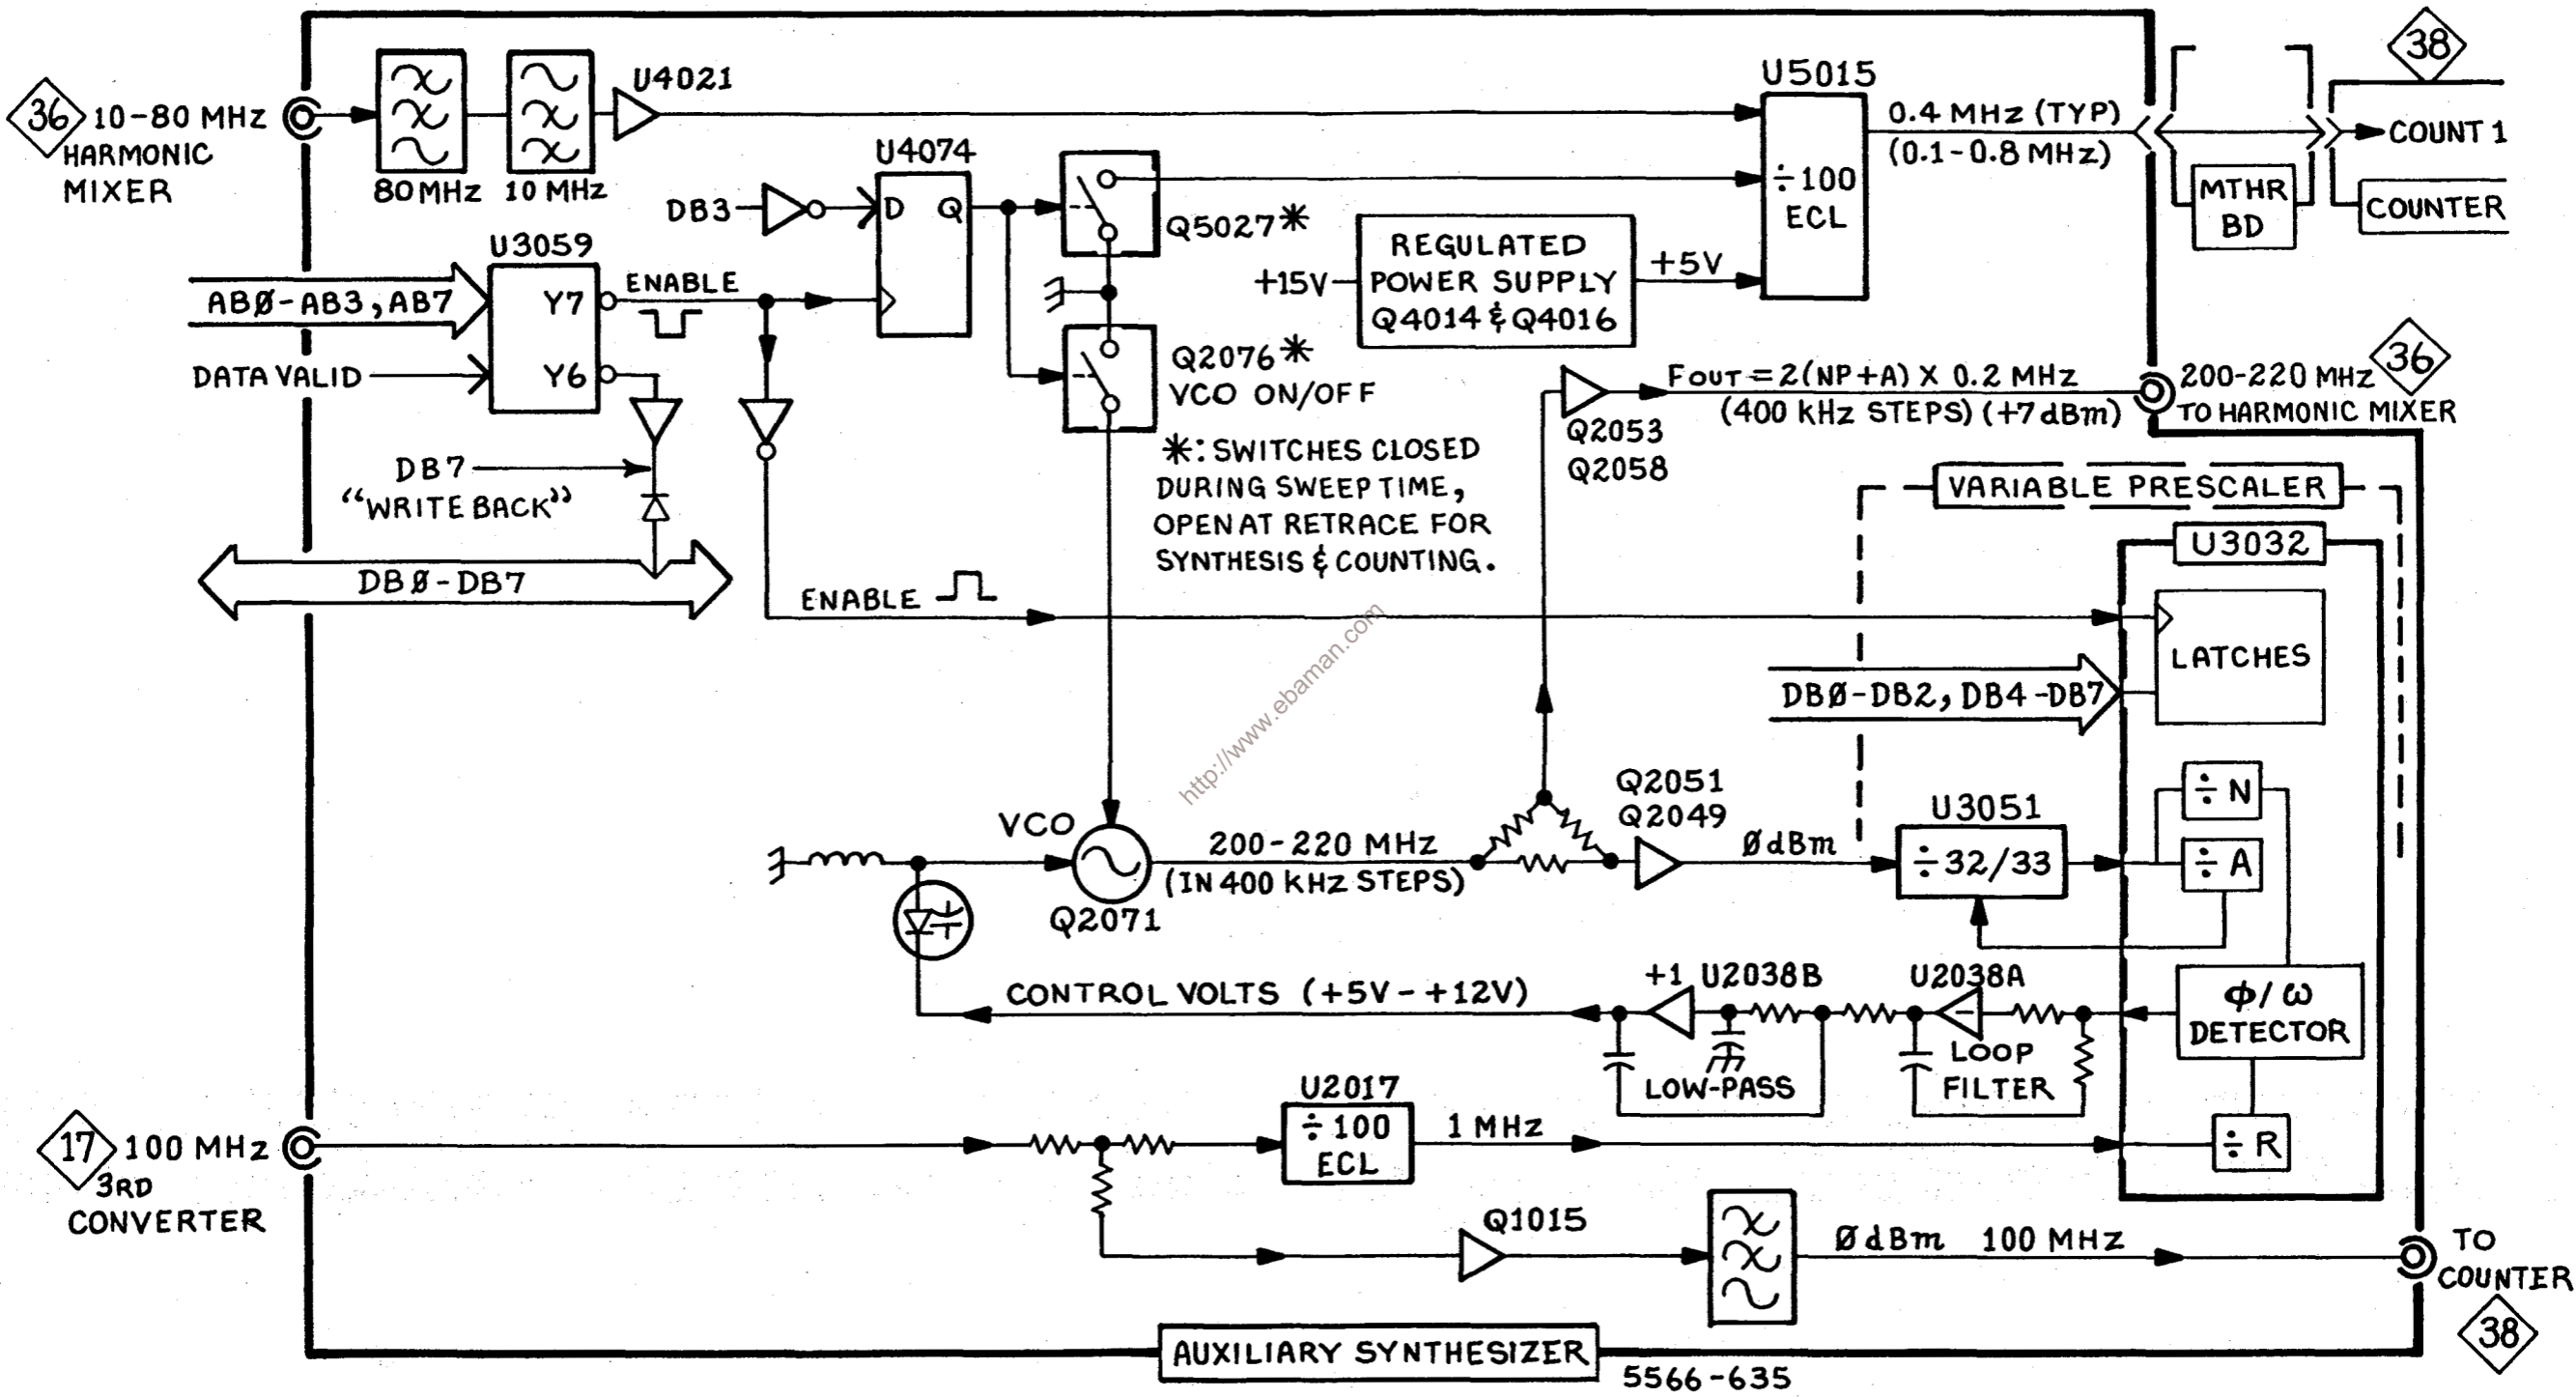 36
10-80 MHz
HARMONIC
MIXER
80 MHz
10 MHz
U4021
U5015
÷100
ECL
0.4 MHz (TYP)
(0.1-0.8 MHz)
38
COUNT 1
MTHR
BD
COUNTER
U4074
DB3
D
Q
Q5027*
REGULATED
POWER SUPPLY
Q4014 & Q4016
+15V
+5V
U3059
ABØ-AB3, AB7
Y7
ENABLE
DATA VALID
Y6
Q2076*
VCO ON/OFF
*: SWITCHES CLOSED
DURING SWEEP TIME,
OPEN AT RETRACE FOR
SYNTHESIS & COUNTING.
DB7
"WRITE BACK"
DBØ-DB7
ENABLE
FOUT = 2(NP+A) X 0.2 MHz
(400 kHz STEPS) (+7 dBm)
Q2053
Q2058
36
200-220 MHz
TO HARMONIC MIXER
VARIABLE PRESCALER
U3032
LATCHES
DBØ-DB2, DB4-DB7
http://www.ebaman.com
VCO
200-220 MHz
(IN 400 KHZ STEPS)
Q2071
Q2051
Q2049
ØdBm
U3051
÷32/33
÷ N
÷ A
CONTROL VOLTS (+5V-+12V)
+1 U2038B
LOW-PASS
U2038A
LOOP
FILTER
ϕ/ω
DETECTOR
17
100 MHz
3RD
CONVERTER
U2017
÷ 100
ECL
1 MHz
÷ R
Q1015
ØdBm 100 MHz
TO
COUNTER
38
AUXILIARY SYNTHESIZER
5566-635